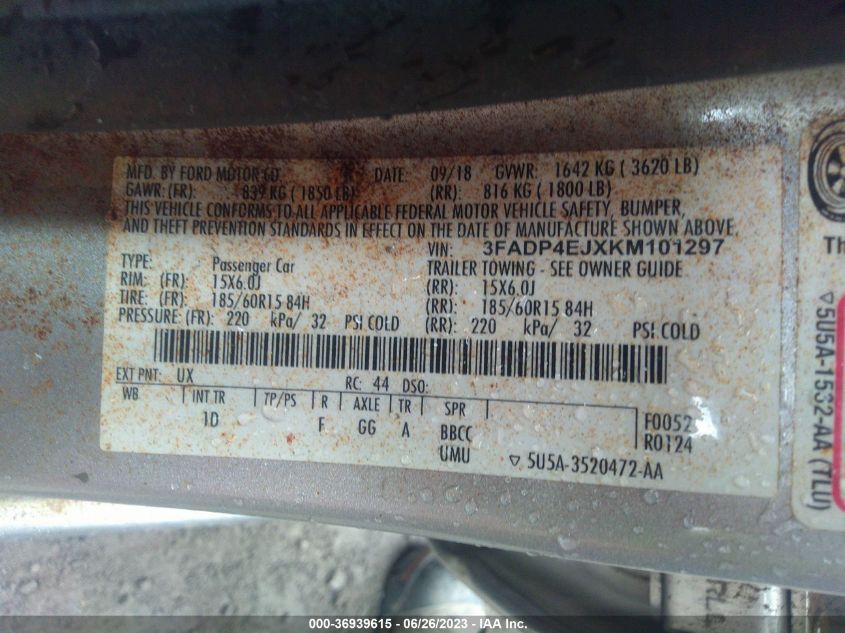 MFD. BY FORD MOTOR CO. DATE: 09/18 GVWR: 1642 KG ( 3620 LB)
GAWR: (FR): 839 KG ( 1850 LB) (RR): 816 KG ( 1800 LB)
THIS VEHICLE CONFORMS TO ALL APPLICABLE FEDERAL MOTOR VEHICLE SAFETY, BUMPER,
AND THEFT PREVENTION STANDARDS IN EFFECT ON THE DATE OF MANUFACTURE SHOWN ABOVE.
VIN: 3FADP4EJXKM101297
TYPE: Passenger Car TRAILER TOWING - SEE OWNER GUIDE
RIM: (FR) 15X6.0J (RR): 15X6.0J
TIRE: (FR) 185/60R15 84H (RR): 185/60R15 84H
PRESSURE: (FR): 220 kPa/ 32 PSI COLD (RR): 220 kPa/ 32 PSI COLD
EXT PNT: UX RC: 44 DSO:
WB INT TR TP/PS R AXLE TR SPR
1D F GG A BBCC F0052
UMU R0124
▽ 5U5A-3520472-AA
Th
▽5U5A-1532-AA (TLU)
000-36939615 - 06/26/2023 - IAA Inc.